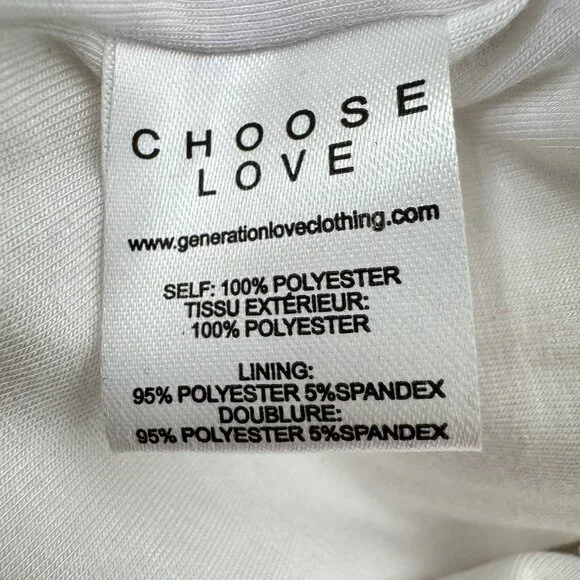 CHOOSE
LOVE
www.generationloveclothing.com
SELF: 100% POLYESTER
TISSU EXTÉRIEUR:
100% POLYESTER
LINING:
95% POLYESTER 5%SPANDEX
DOUBLURE:
95% POLYESTER 5%SPANDEX